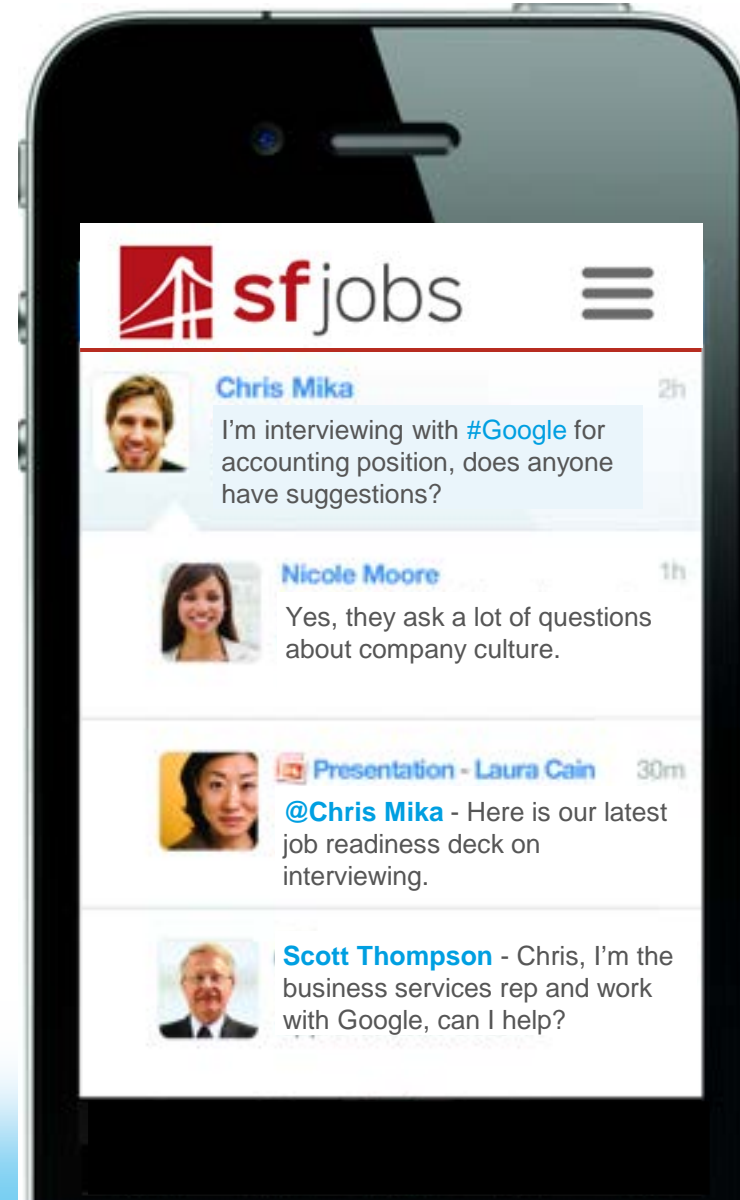 sfjobs
Chris Mika 2h
I'm interviewing with #Google for
accounting position, does anyone
have suggestions?
Nicole Moore 1h
Yes, they ask a lot of questions
about company culture.
Presentation - Laura Cain 30m
@Chris Mika - Here is our latest
job readiness deck on
interviewing.
Scott Thompson - Chris, I'm the
business services rep and work
with Google, can I help?